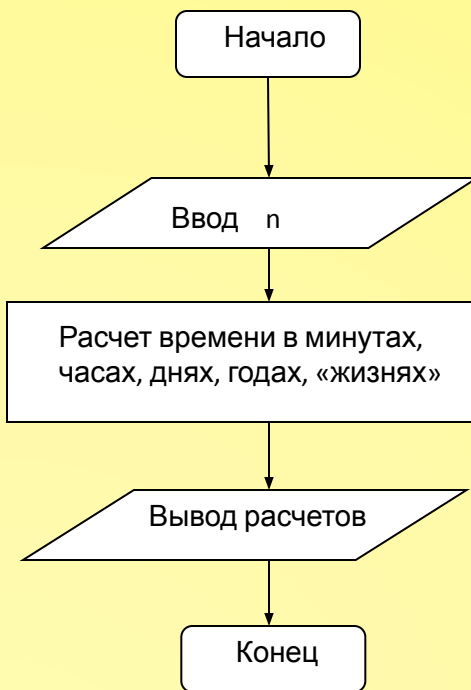 Начало
Ввод n
Расчет времени в минутах,
часах, днях, годах, «жизнях»
Вывод расчетов
Конец